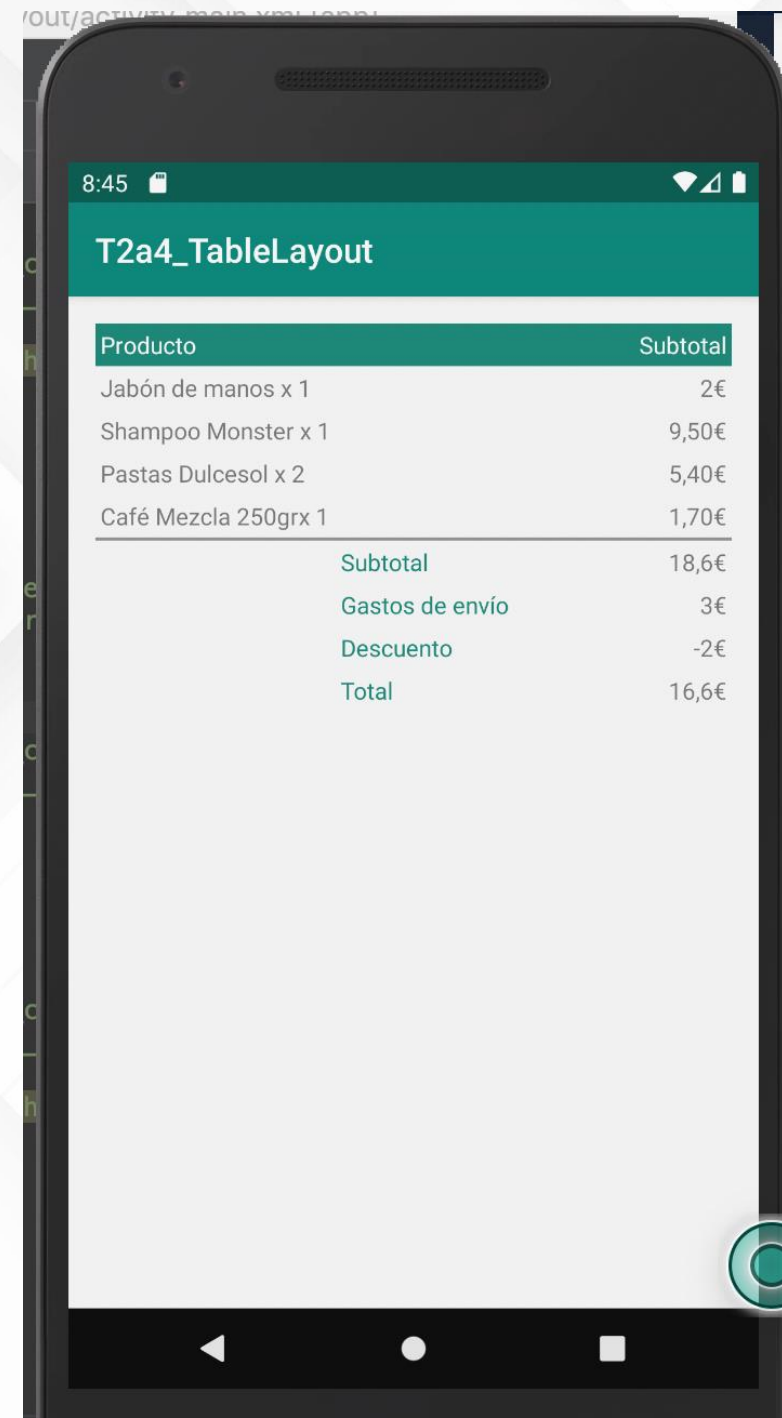 8:45
T2a4_TableLayout
Producto Subtotal
Jabón de manos x 1 2€
Shampoo Monster x 1 9,50€
Pastas Dulcesol x 2 5,40€
Café Mezcla 250grx 1 1,70€
Subtotal 18,6€
Gastos de envío 3€
Descuento -2€
Total 16,6€